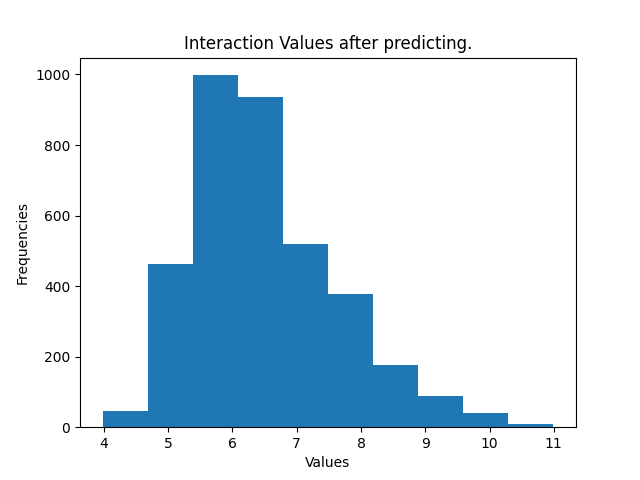 Interaction Values after predicting.
1000
800
600
400
200
0
Frequencies
4 5 6 7 8 9 10 11
Values